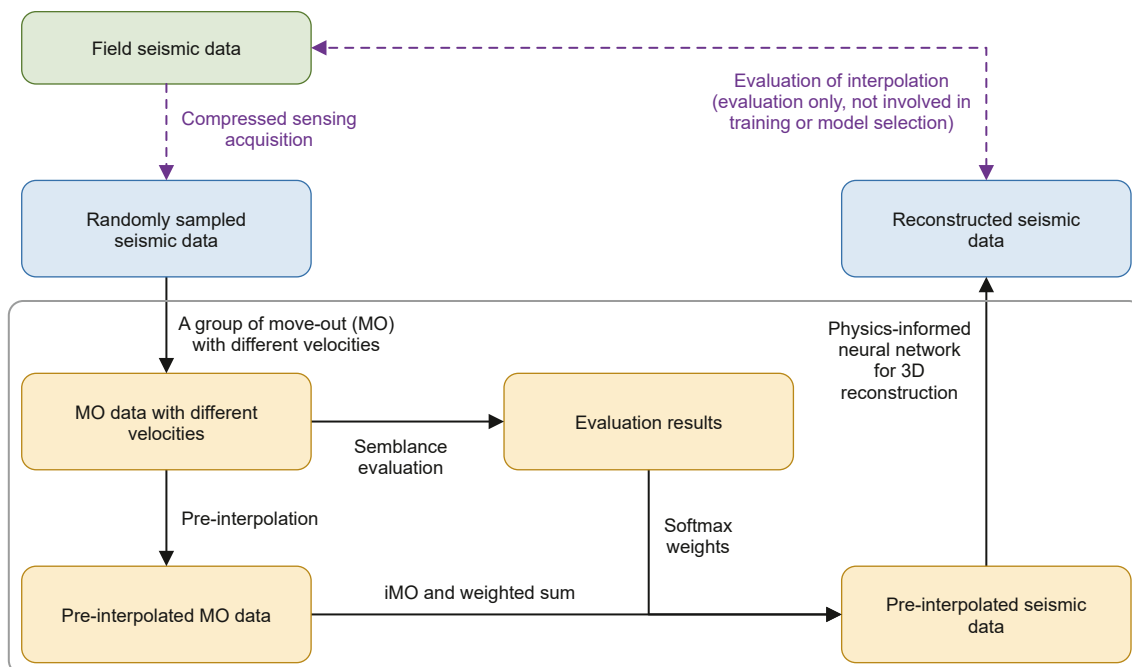 Field seismic data
Evaluation of interpolation
(evaluation only, not involved in
training or model selection)
Compressed sensing
acquisition
Randomly sampled
seismic data
Reconstructed seismic
data
A group of move-out (MO)
with different velocities
Physics-informed
neural network
for 3D
reconstruction
MO data with different
velocities
Semblance
evaluation
Evaluation results
Pre-interpolation
Softmax
weights
Pre-interpolated MO data
iMO and weighted sum
Pre-interpolated seismic
data